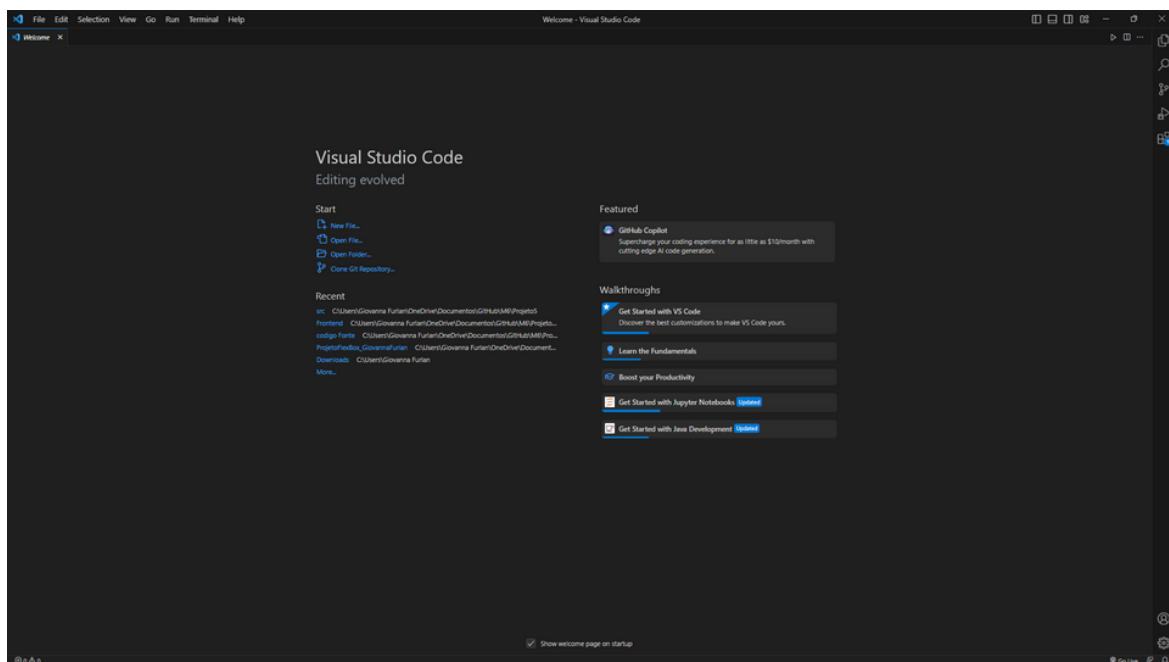 File Edit Selection View Go Run Terminal Help
Welcome - Visual Studio Code
Welcome
Visual Studio Code
Editing evolved
Start
New File...
Open File...
Open Folder...
Clone Git Repository...
Recent
src C:\Users\Giovanna Furlan\OneDrive\Documentos\GitHub\M6\Projeto5
Frontend C:\Users\Giovanna Furlan\OneDrive\Documentos\GitHub\M6\Projeto...
codigo Fonte C:\Users\Giovanna Furlan\OneDrive\Documentos\GitHub\M6\Pro...
ProjetoFlexBox_GiovannaFurlan C:\Users\Giovanna Furlan\OneDrive\Document...
Downloads C:\Users\Giovanna Furlan
More...
Featured
GitHub Copilot
Supercharge your coding experience for as little as $10/month with
cutting edge AI code generation.
Walkthroughs
Get Started with VS Code
Discover the best customizations to make VS Code yours.
Learn the Fundamentals
Boost your Productivity
Get Started with Jupyter Notebooks Updated
Get Started with Java Development Updated
Show welcome page on startup
0 0
Go Live